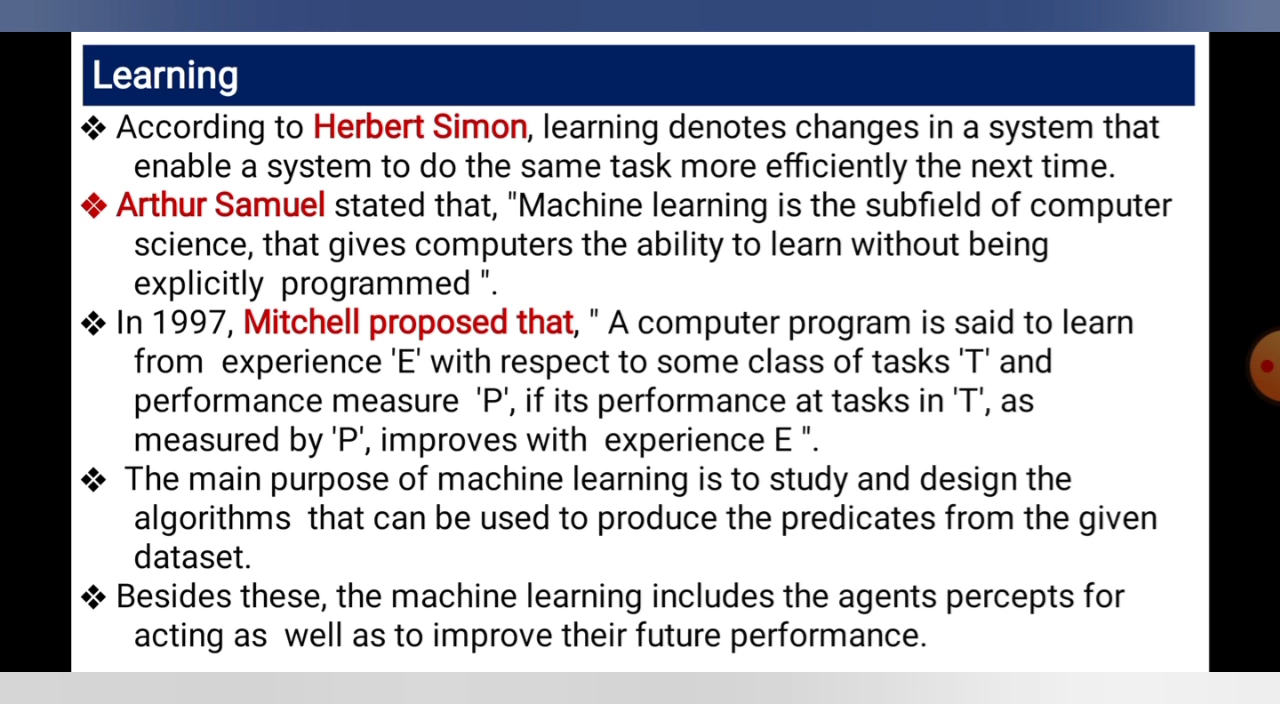 Learning
❖ According to Herbert Simon, learning denotes changes in a system that
enable a system to do the same task more efficiently the next time.
❖ Arthur Samuel stated that, "Machine learning is the subfield of computer
science, that gives computers the ability to learn without being
explicitly  programmed ".
❖ In 1997, Mitchell proposed that, " A computer program is said to learn
from  experience 'E' with respect to some class of tasks 'T' and
performance measure  'P', if its performance at tasks in 'T', as
measured by 'P', improves with  experience E ".
❖  The main purpose of machine learning is to study and design the
algorithms  that can be used to produce the predicates from the given
dataset.
❖ Besides these, the machine learning includes the agents percepts for
acting as  well as to improve their future performance.